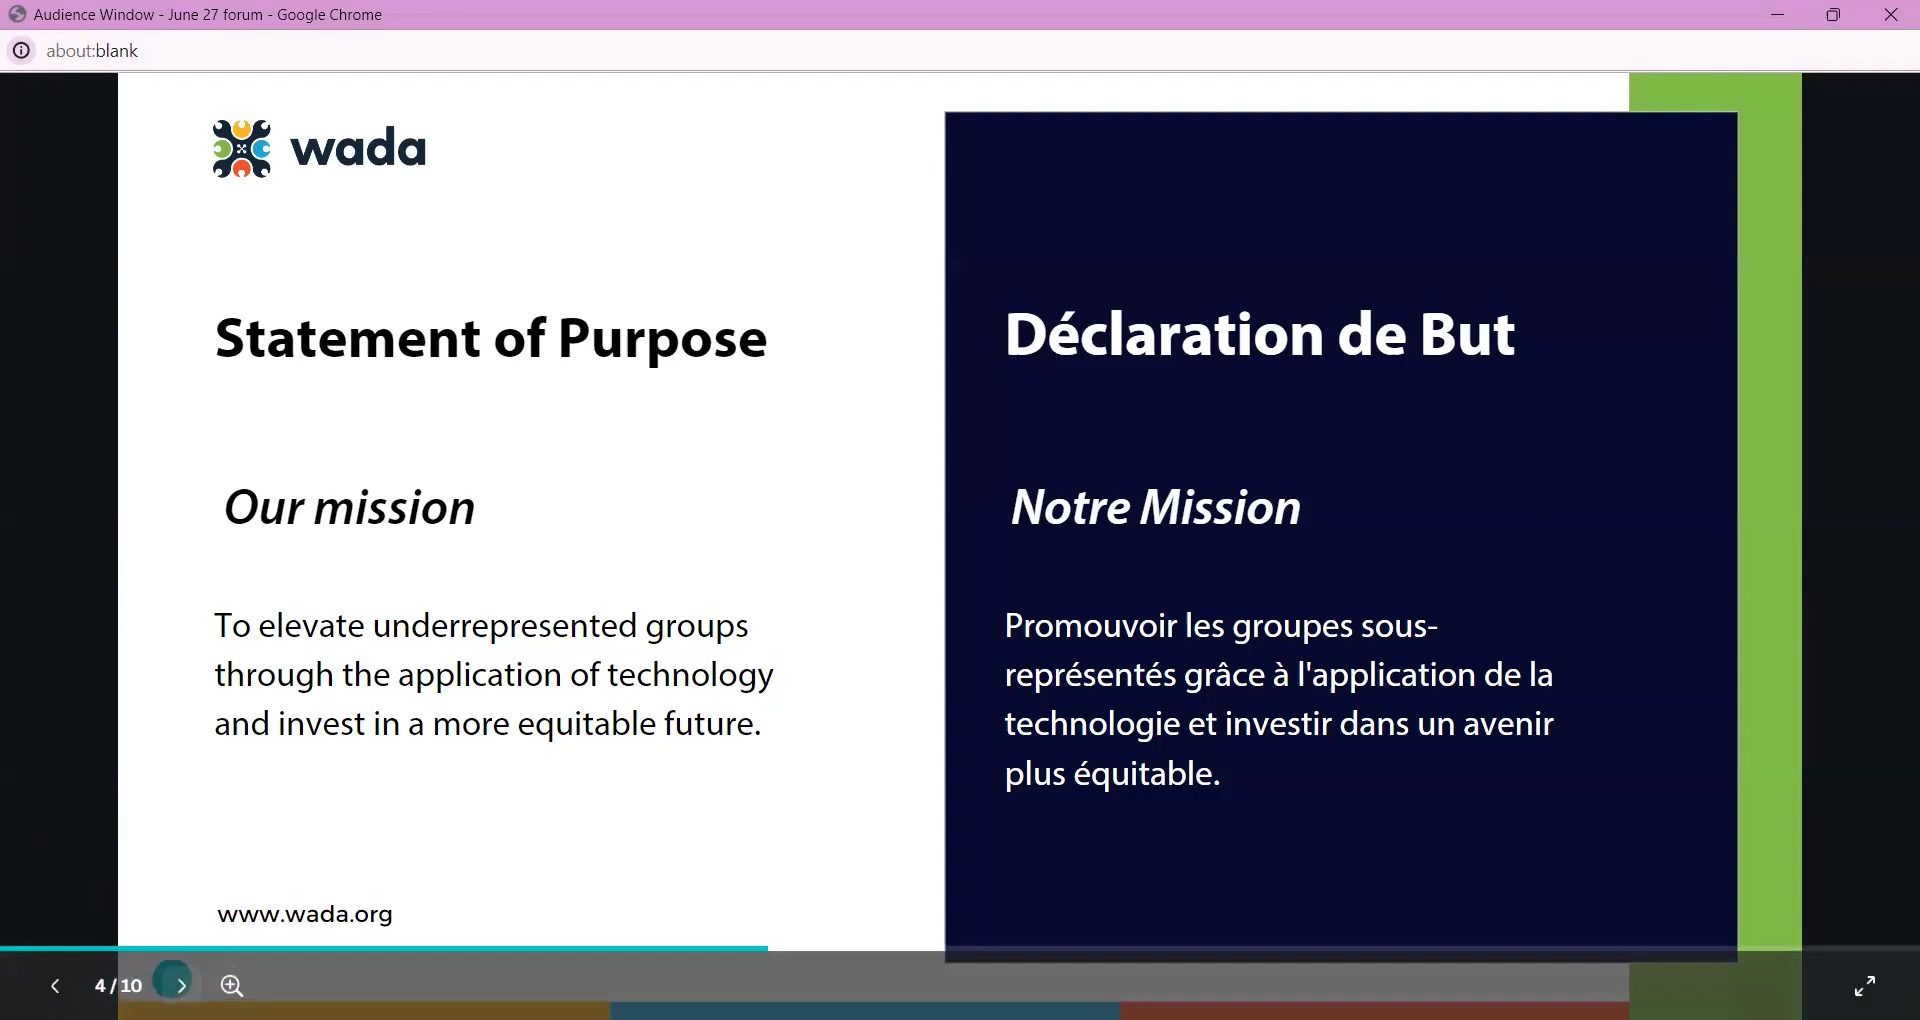 Audience Window - June 27 forum - Google Chrome
about:blank
wada
Statement of Purpose
Our mission
To elevate underrepresented groups
through the application of technology
and invest in a more equitable future.
www.wada.org
Déclaration de But
Notre Mission
Promouvoir les groupes sous-
représentés grâce à l'application de la
technologie et investir dans un avenir
plus équitable.
4 / 10